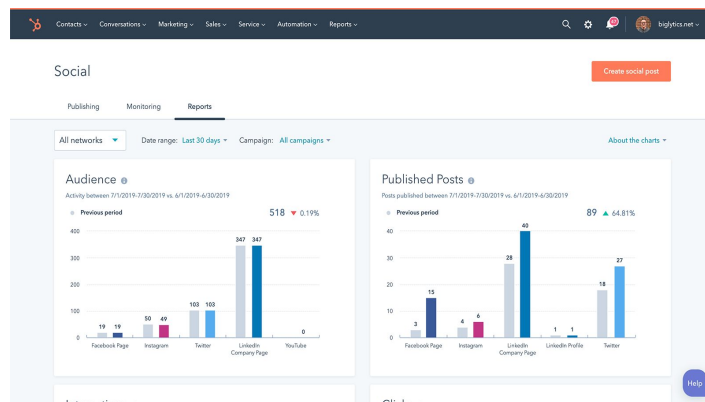 Contacts Conversations Marketing Sales Service Automation Reports biglytics.net
Social
Create social post
Publishing Monitoring Reports
All networks Date range: Last 30 days Campaign: All campaigns About the charts
Audience
Activity between 7/1/2019-7/30/2019 vs. 6/1/2019-6/30/2019
Previous period 518 0.19%
400
347 347
300
200
103 103
100
50 49
19 19
0
0
Facebook Page Instagram Twitter LinkedIn Company Page YouTube
Published Posts
Posts published between 7/1/2019-7/30/2019 vs. 6/1/2019-6/30/2019
Previous period 89 64.81%
40
40
30
28
27
20
18
15
10
6
4
3
1 1
0
Facebook Page Instagram LinkedIn Company Page LinkedIn Profile Twitter
Help